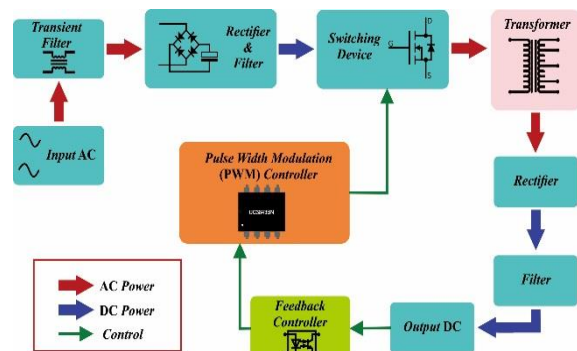 Transient
Filter
Rectifier
&
Filter
Switching
Device
D
G
S
Transformer
Input AC
Pulse Width Modulation
(PWM) Controller
Rectifier
Filter
Output DC
Feedback
Controller
AC Power
DC Power
Control